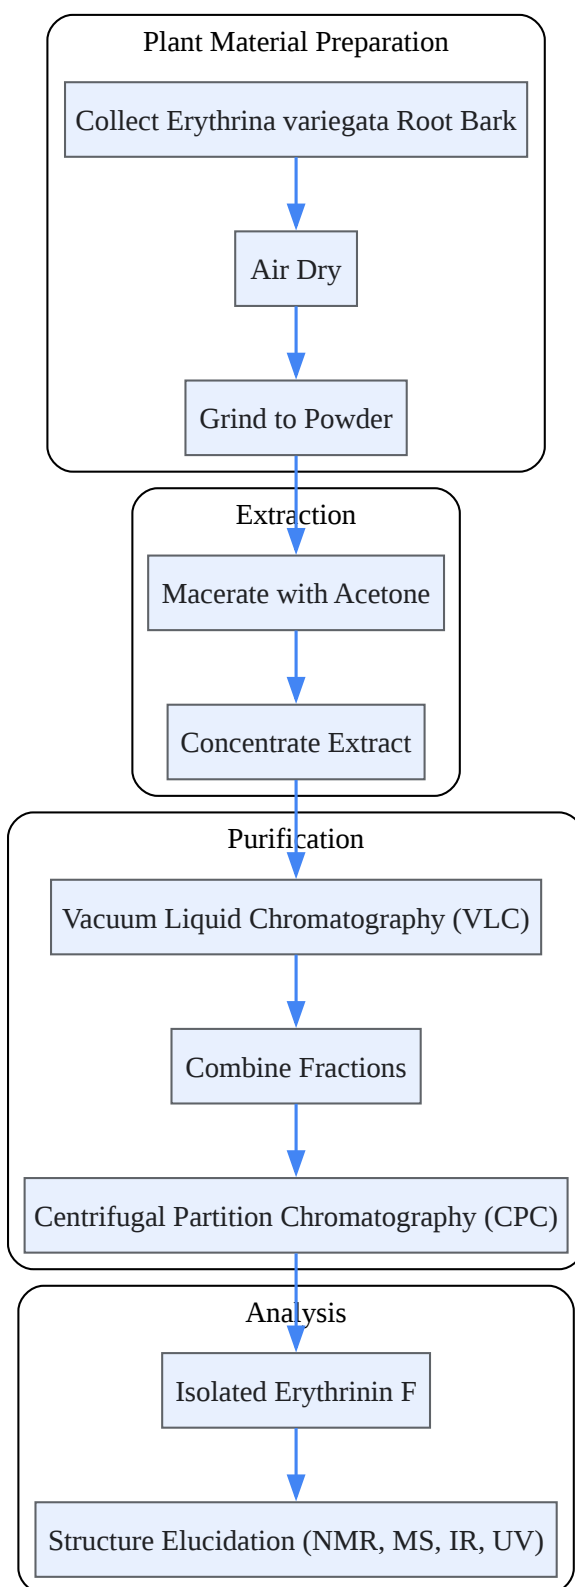 Plant Material Preparation
Collect Erythrina variegata Root Bark
Air Dry
Grind to Powder
Extraction
Macerate with Acetone
Concentrate Extract
Purification
Vacuum Liquid Chromatography (VLC)
Combine Fractions
Centrifugal Partition Chromatography (CPC)
Analysis
Isolated Erythrinin F
Structure Elucidation (NMR, MS, IR, UV)